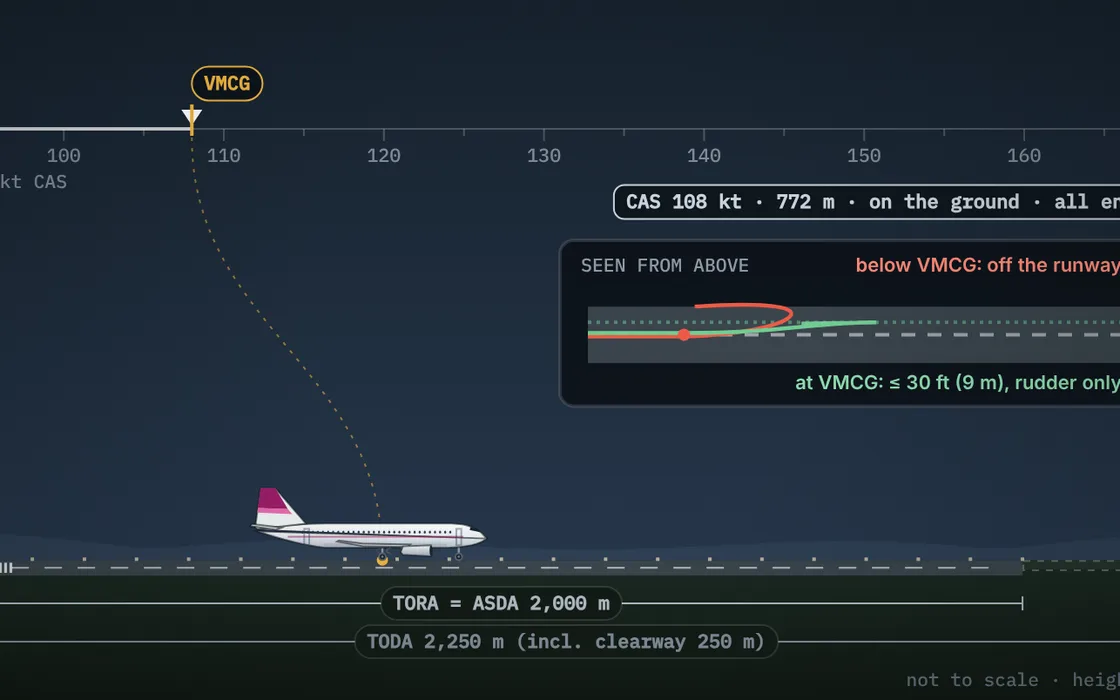 VMCG
100 110 120 130 140 150 160
kt CAS
CAS 108 kt · 772 m · on the ground · all en
SEEN FROM ABOVE
below VMCG: off the runway
at VMCG: ≤ 30 ft (9 m), rudder only
TORA = ASDA 2,000 m
TODA 2,250 m (incl. clearway 250 m)
not to scale · heig